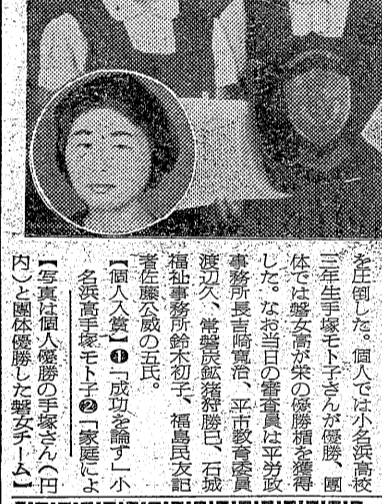 を圧倒した。個人では小名浜高校
三年生手塚モト子さんが優勝、團
体では磐女高が栄の優勝楯を獲得
した。なお当日の審査員は平労政
事務所長吉崎寛治、平市教育委員
渡辺久、常磐炭鉱猪狩勝巳、石城
福祉事務所鈴木初子、福島民友記
者佐藤公威の五氏。
【個人入賞】❶「成功を論す」小
名浜高手塚モト子❷「家庭によ
【写真は個人優勝の手塚さん（円
内）と團体優勝した磐女チーム】